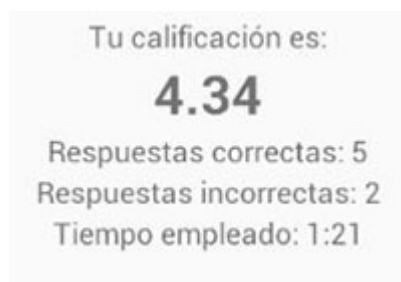 Tu calificación es:
4.34
Respuestas correctas: 5
Respuestas incorrectas: 2
Tiempo empleado: 1:21